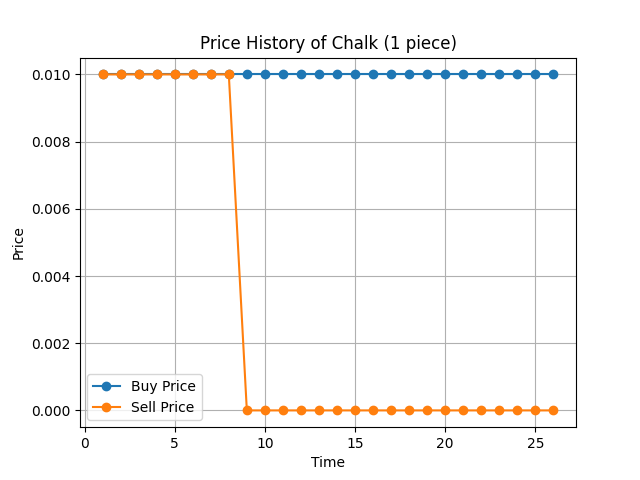 Price History of Chalk (1 piece)
0.010
0.008
0.006
0.004
0.002
0.000
Price
Buy Price
Sell Price
0 5 10 15 20 25
Time